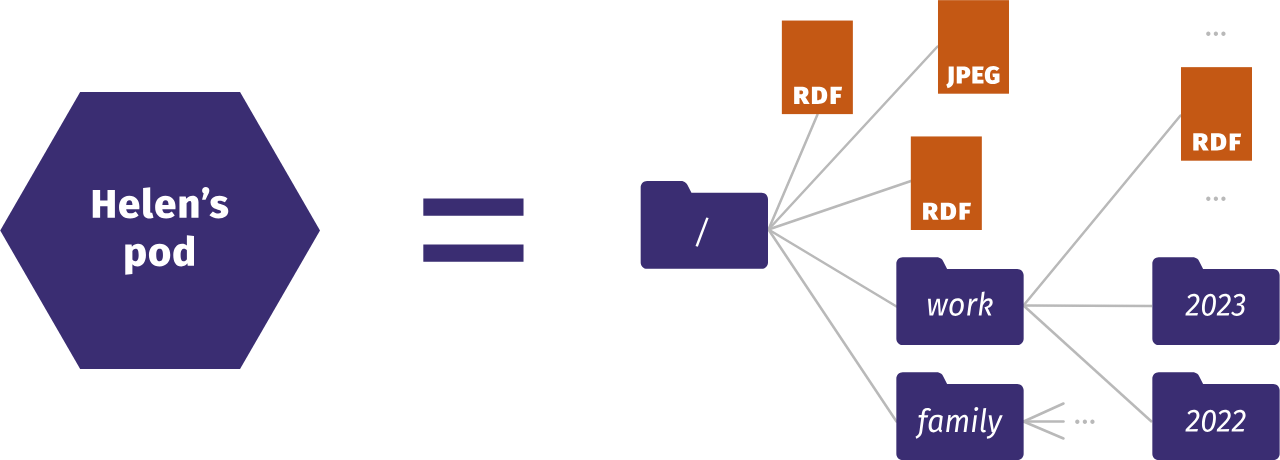 Helen’s
pod
=
/
RDF
JPEG
RDF
work
family
...
...
RDF
...
2023
2022